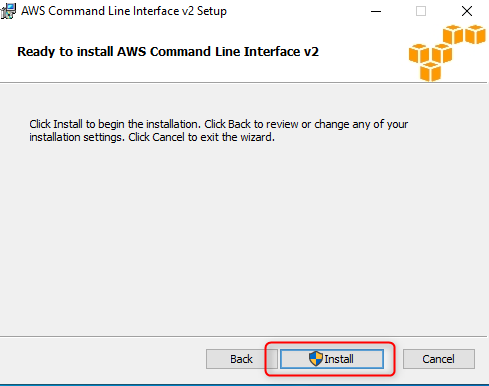 AWS Command Line Interface v2 Setup
Ready to install AWS Command Line Interface v2
Click Install to begin the installation. Click Back to review or change any of your
installation settings. Click Cancel to exit the wizard.
Back Install Cancel